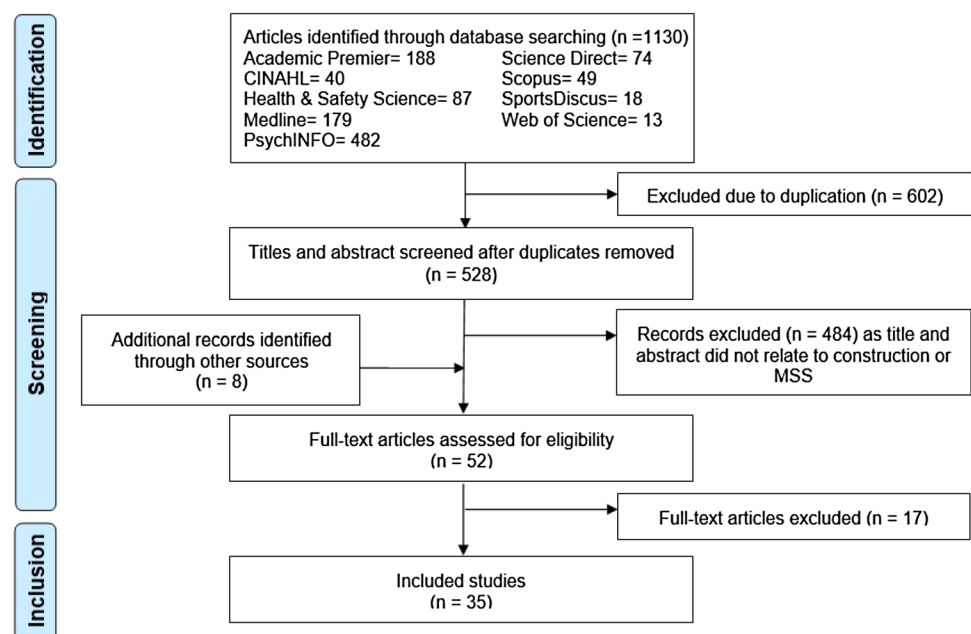 Identification
Articles identified through database searching (n =1130)
Academic Premier= 188 Science Direct= 74
CINAHL= 40 Scopus= 49
Health & Safety Science= 87 SportsDiscus= 18
Medline= 179 Web of Science= 13
PsychINFO= 482
Excluded due to duplication (n = 602)
Screening
Titles and abstract screened after duplicates removed
(n = 528)
Additional records identified
through other sources
(n = 8)
Records excluded (n = 484) as title and
abstract did not relate to construction or
MSS
Full-text articles assessed for eligibility
(n = 52)
Full-text articles excluded (n = 17)
Inclusion
Included studies
(n = 35)